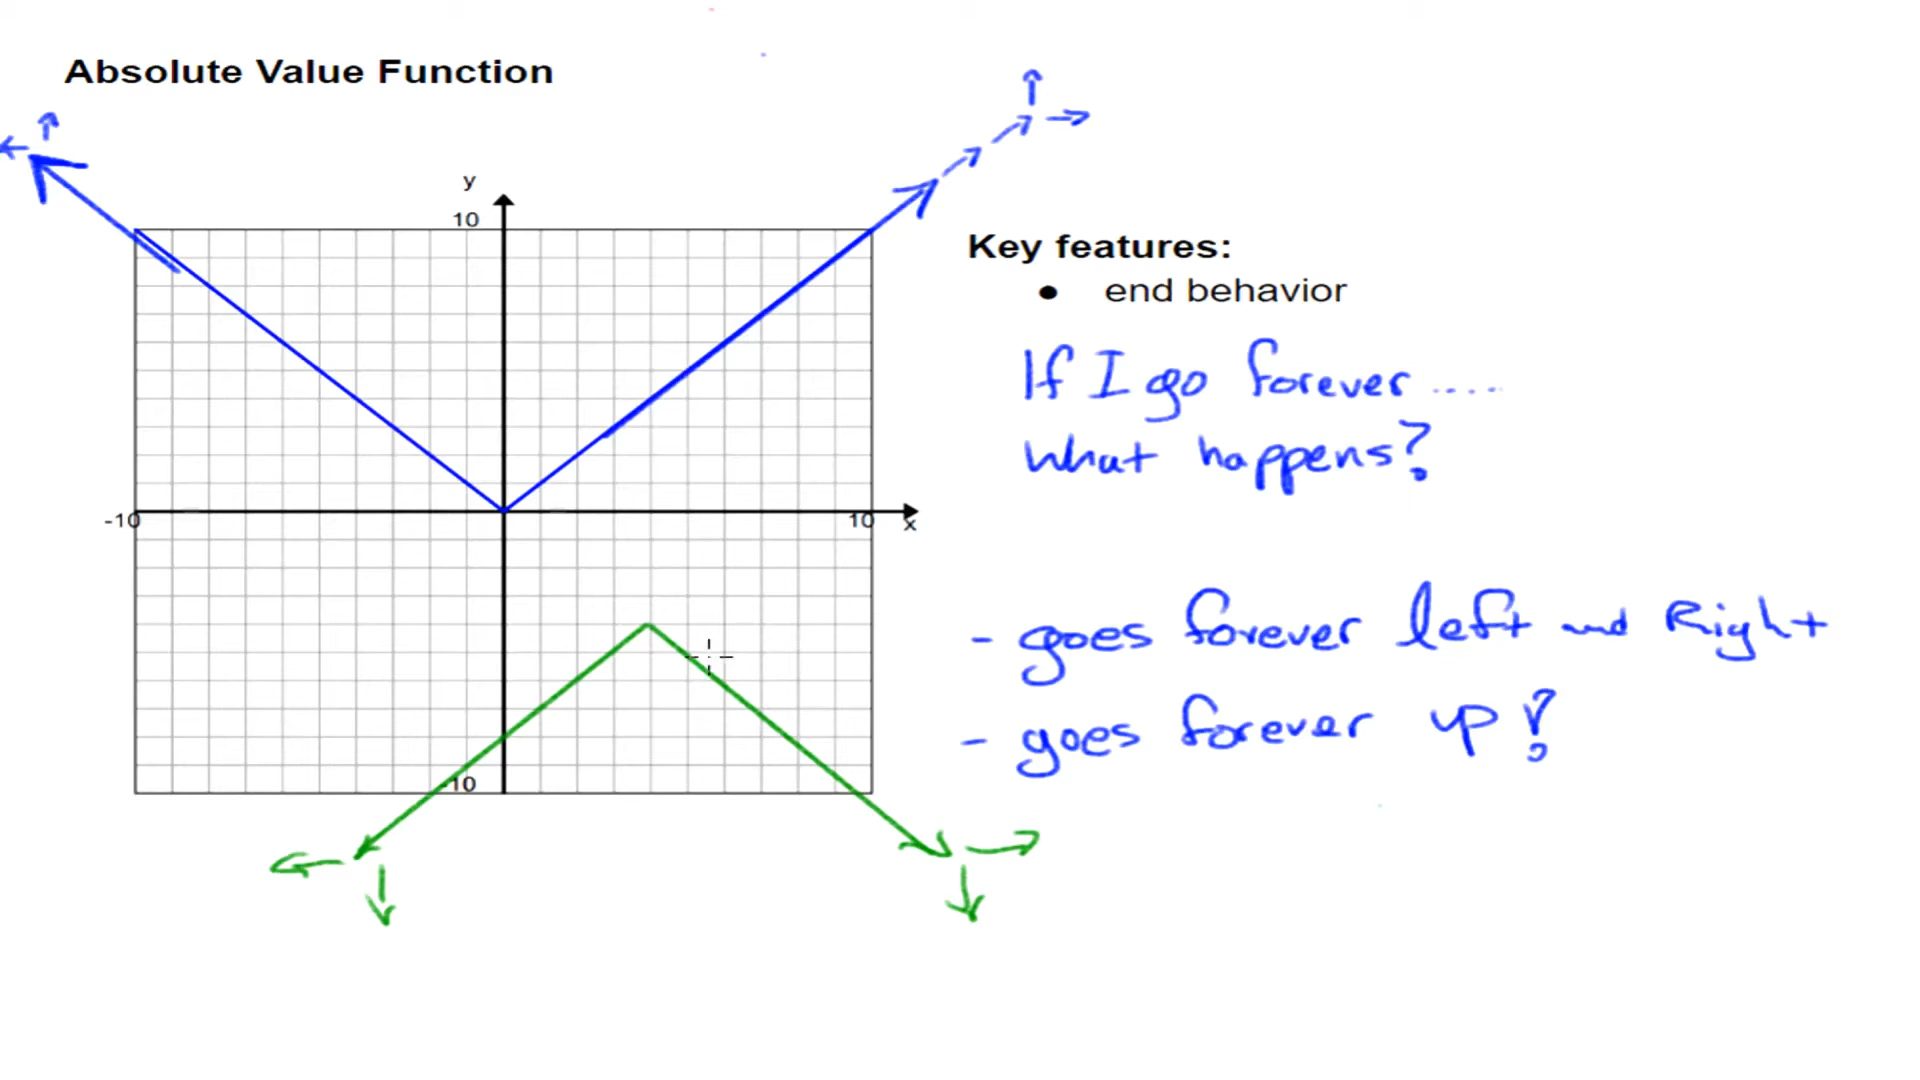 Absolute Value Function
y
10
Key features:
● end behavior
If I go forever .....
What happens?
-10
10
x
- goes forever left and Right
- goes forever up!
-10